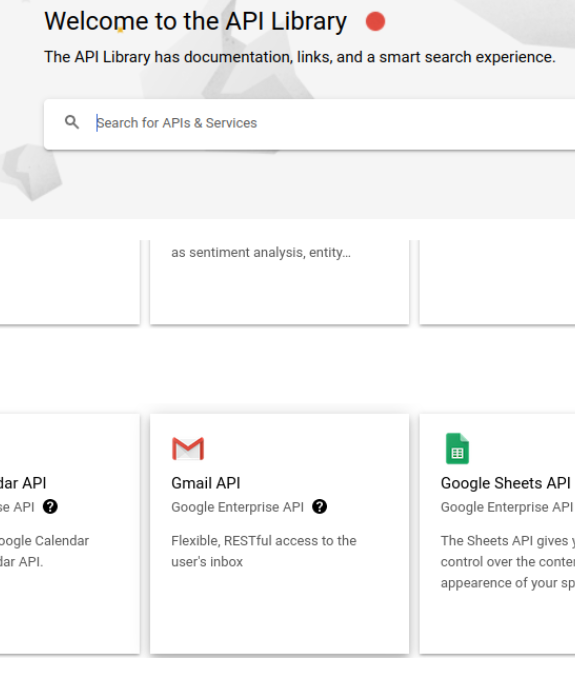 Welcome to the API Library
The API Library has documentation, links, and a smart search experience.
Search for APIs & Services
as sentiment analysis, entity...
dar API
se API
oogle Calendar
dar API.
Gmail API
Google Enterprise API
Flexible, RESTful access to the
user's inbox
Google Sheets API
Google Enterprise API
The Sheets API gives
control over the conte
appearence of your sp